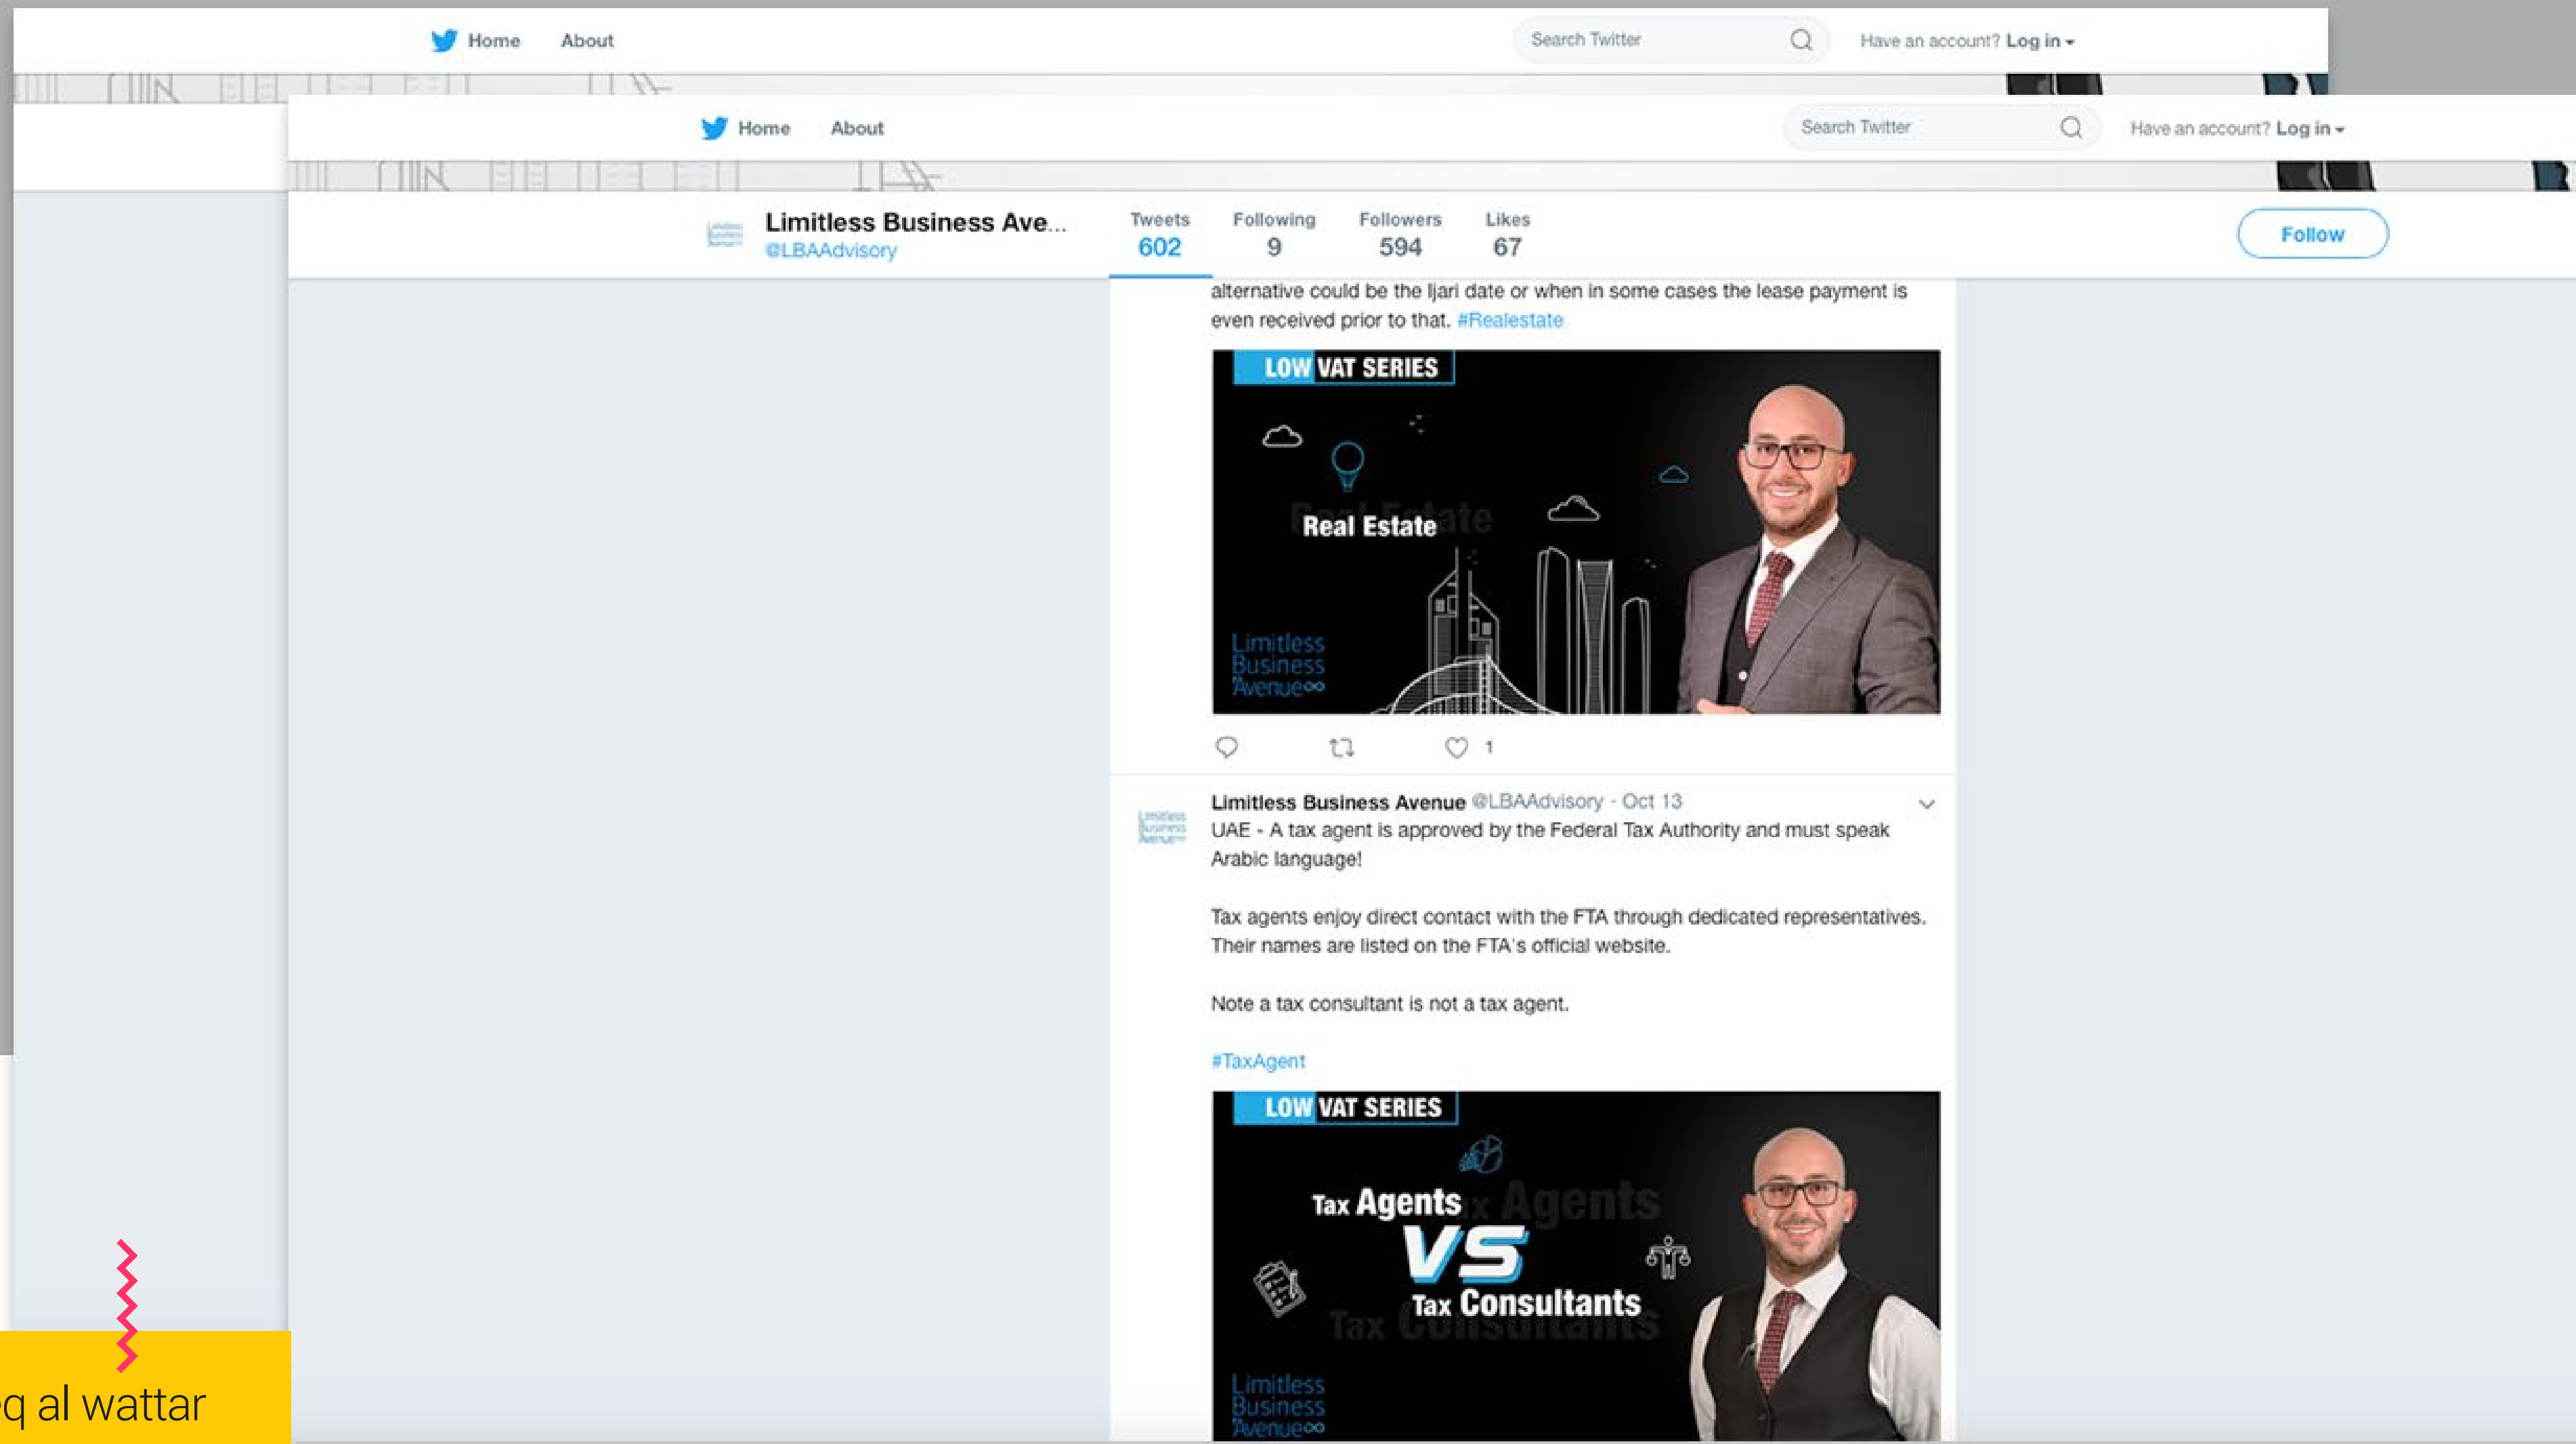 Home About Search Twitter Have an account? Log in
Home About Search Twitter Have an account? Log in
Limitless Business Ave...
@LBAAdvisory
Tweets Following Followers Likes
602 9 594 67
Follow
alternative could be the Ijari date or when in some cases the lease payment is
even received prior to that. #Realestate
LOW VAT SERIES
Real Estate
Real Estate
Limitless
Business
Avenue
1
Limitless Business Avenue @LBAAdvisory - Oct 13
UAE - A tax agent is approved by the Federal Tax Authority and must speak
Arabic language!
Tax agents enjoy direct contact with the FTA through dedicated representatives.
Their names are listed on the FTA's official website.
Note a tax consultant is not a tax agent.
#TaxAgent
LOW VAT SERIES
Tax Agents
Agents
VS
Tax Consultants
Tax Consultants
Limitless
Business
Avenue
q al wattar